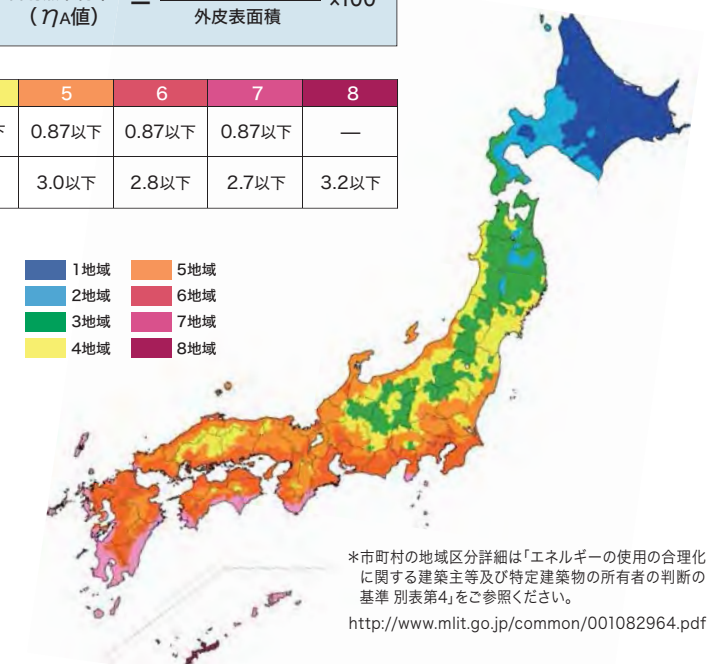 (ηA値)
=
外皮表面積
×100
5 6 7 8
0.87以下 0.87以下 0.87以下 —
3.0以下 2.8以下 2.7以下 3.2以下
1地域 5地域
2地域 6地域
3地域 7地域
4地域 8地域
*市町村の地域区分詳細は「エネルギーの使用の合理化
に関する建築主等及び特定建築物の所有者の判断の
基準 別表第4」をご参照ください。
http://www.mlit.go.jp/common/001082964.pdf